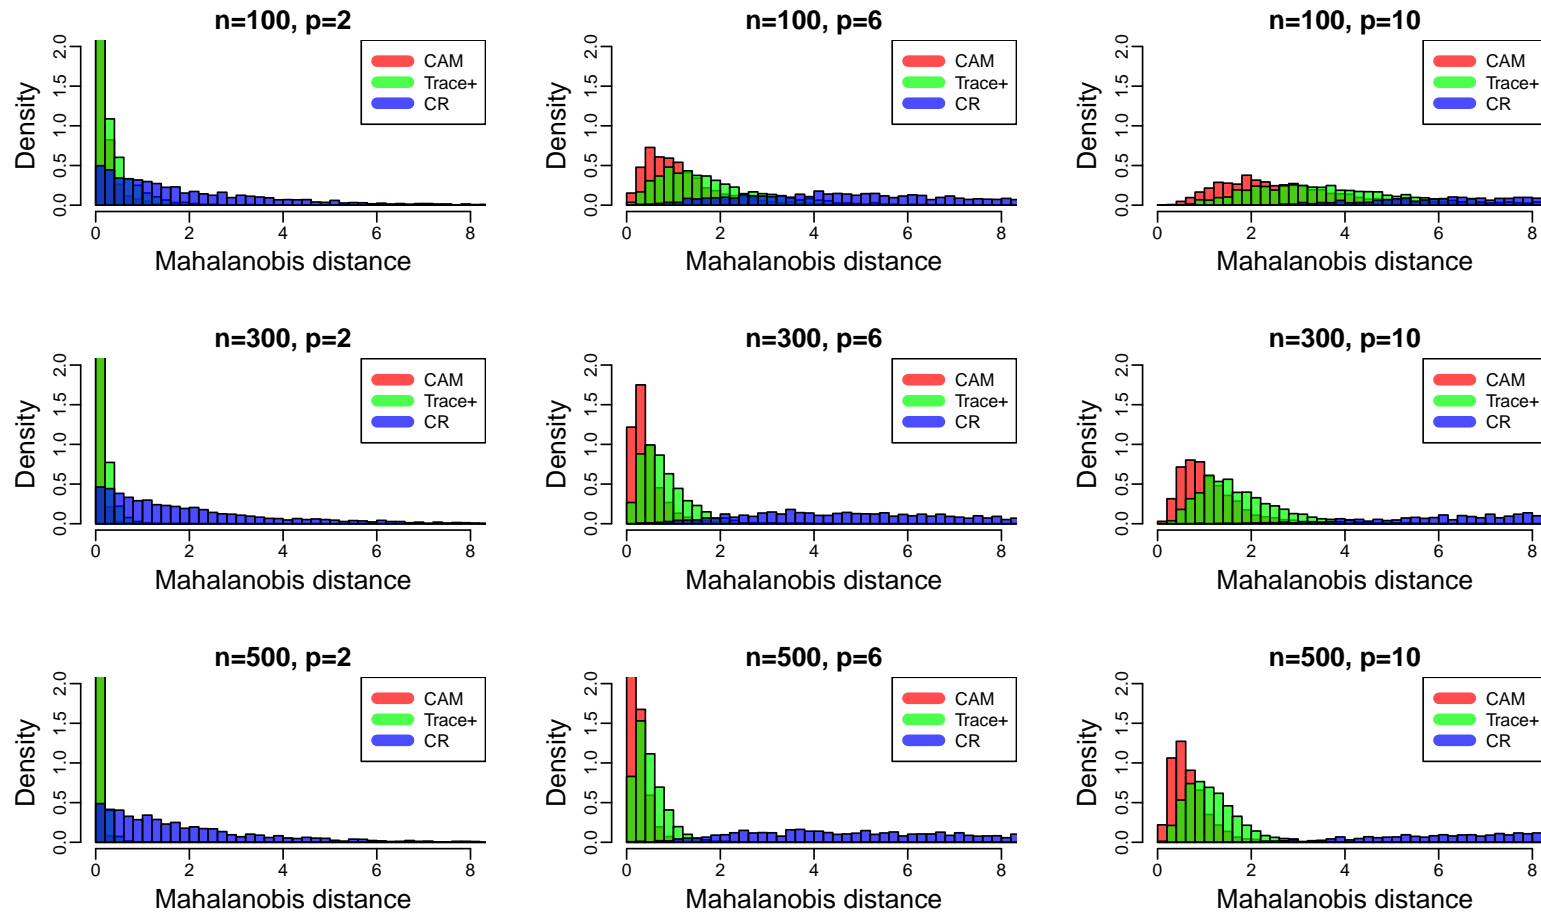 n=100, p=2
Density
0.0 0.5 1.0 1.5 2.0
CAM
Trace+
CR
0 2 4 6 8
Mahalanobis distance
n=100, p=6
Density
0.0 0.5 1.0 1.5 2.0
CAM
Trace+
CR
0 2 4 6 8
Mahalanobis distance
n=100, p=10
Density
0.0 0.5 1.0 1.5 2.0
CAM
Trace+
CR
0 2 4 6 8
Mahalanobis distance
n=300, p=2
Density
0.0 0.5 1.0 1.5 2.0
CAM
Trace+
CR
0 2 4 6 8
Mahalanobis distance
n=300, p=6
Density
0.0 0.5 1.0 1.5 2.0
CAM
Trace+
CR
0 2 4 6 8
Mahalanobis distance
n=300, p=10
Density
0.0 0.5 1.0 1.5 2.0
CAM
Trace+
CR
0 2 4 6 8
Mahalanobis distance
n=500, p=2
Density
0.0 0.5 1.0 1.5 2.0
CAM
Trace+
CR
0 2 4 6 8
Mahalanobis distance
n=500, p=6
Density
0.0 0.5 1.0 1.5 2.0
CAM
Trace+
CR
0 2 4 6 8
Mahalanobis distance
n=500, p=10
Density
0.0 0.5 1.0 1.5 2.0
CAM
Trace+
CR
0 2 4 6 8
Mahalanobis distance